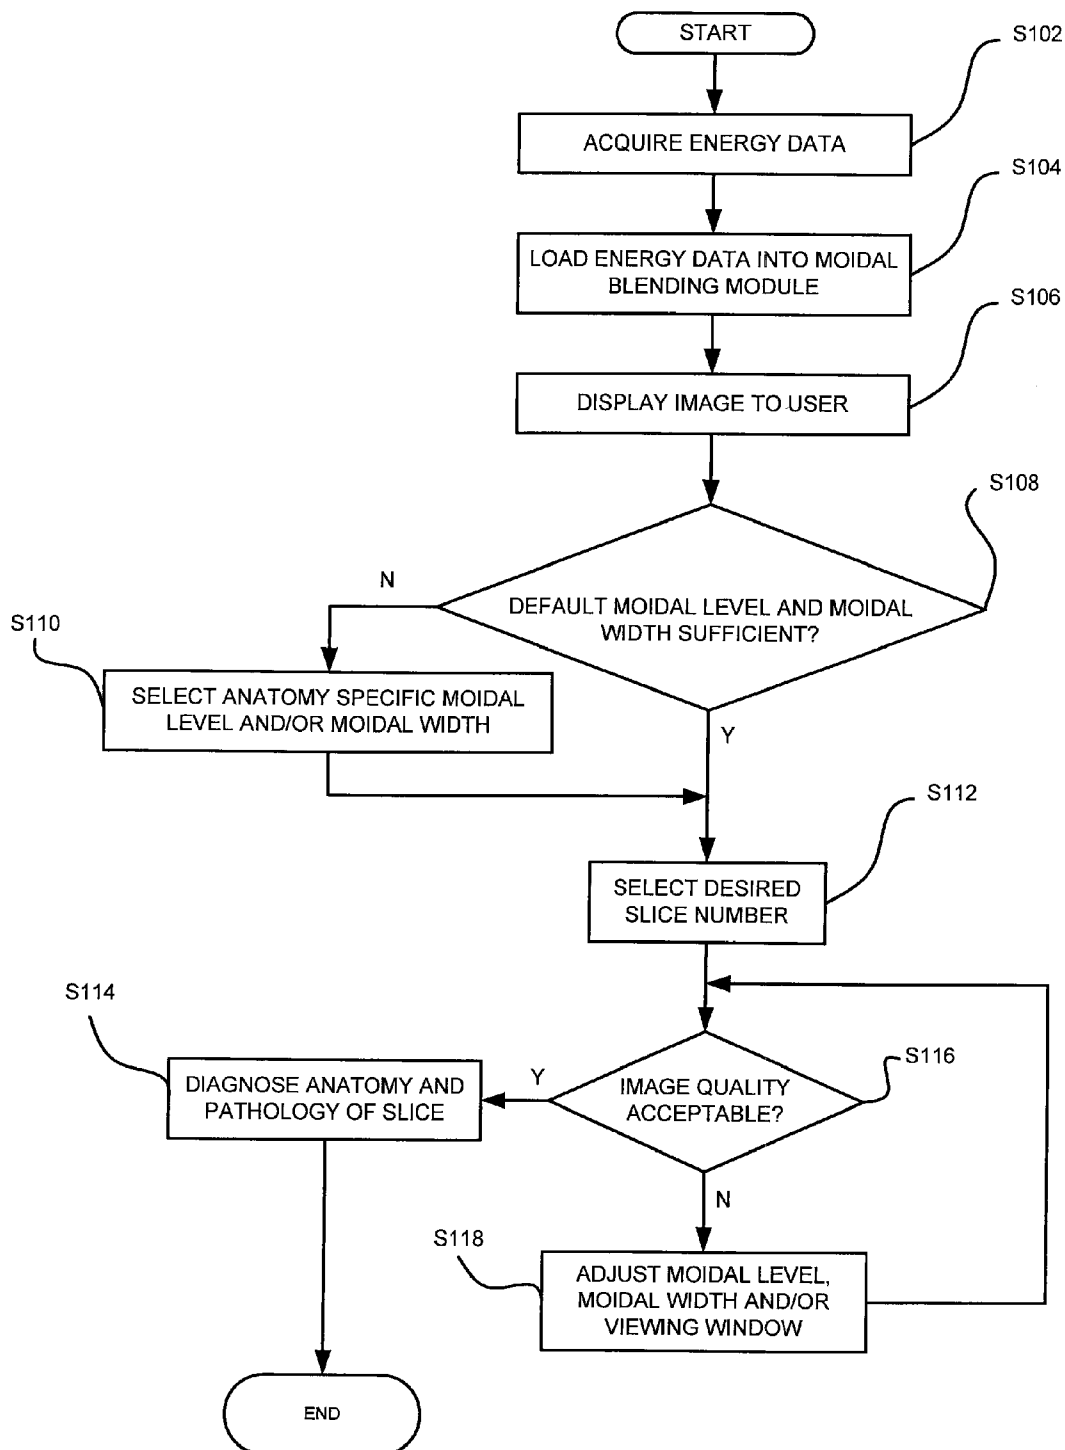 START
S102
ACQUIRE ENERGY DATA
S104
LOAD ENERGY DATA INTO MOIDAL
BLENDING MODULE
S106
DISPLAY IMAGE TO USER
S108
N
DEFAULT MOIDAL LEVEL AND MOIDAL
WIDTH SUFFICIENT?
S110
SELECT ANATOMY SPECIFIC MOIDAL
LEVEL AND/OR MOIDAL WIDTH
Y
S112
SELECT DESIRED
SLICE NUMBER
S114
S116
DIAGNOSE ANATOMY AND
PATHOLOGY OF SLICE
Y
IMAGE QUALITY
ACCEPTABLE?
N
S118
ADJUST MOIDAL LEVEL,
MOIDAL WIDTH AND/OR
VIEWING WINDOW
END